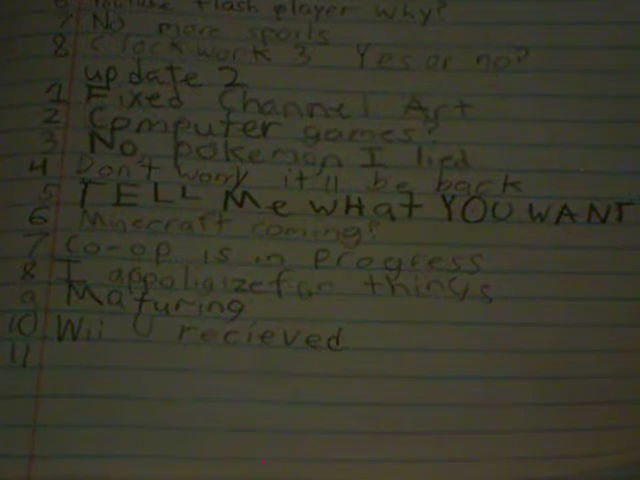 6 Youtube flash player why?
7 No more spoils
8 Clockwork 3 Yes or no?
update 2
1 Fixed Channel Art
2 Computer games?
3 No pokemon I lied
4 Don't worry it'll be back
5 TELL Me wHat YOU WANT
6 Minecraft coming?
7 Co-op is in progress
8 I appoligize things
9 Maturing
10 Wii U recieved
11